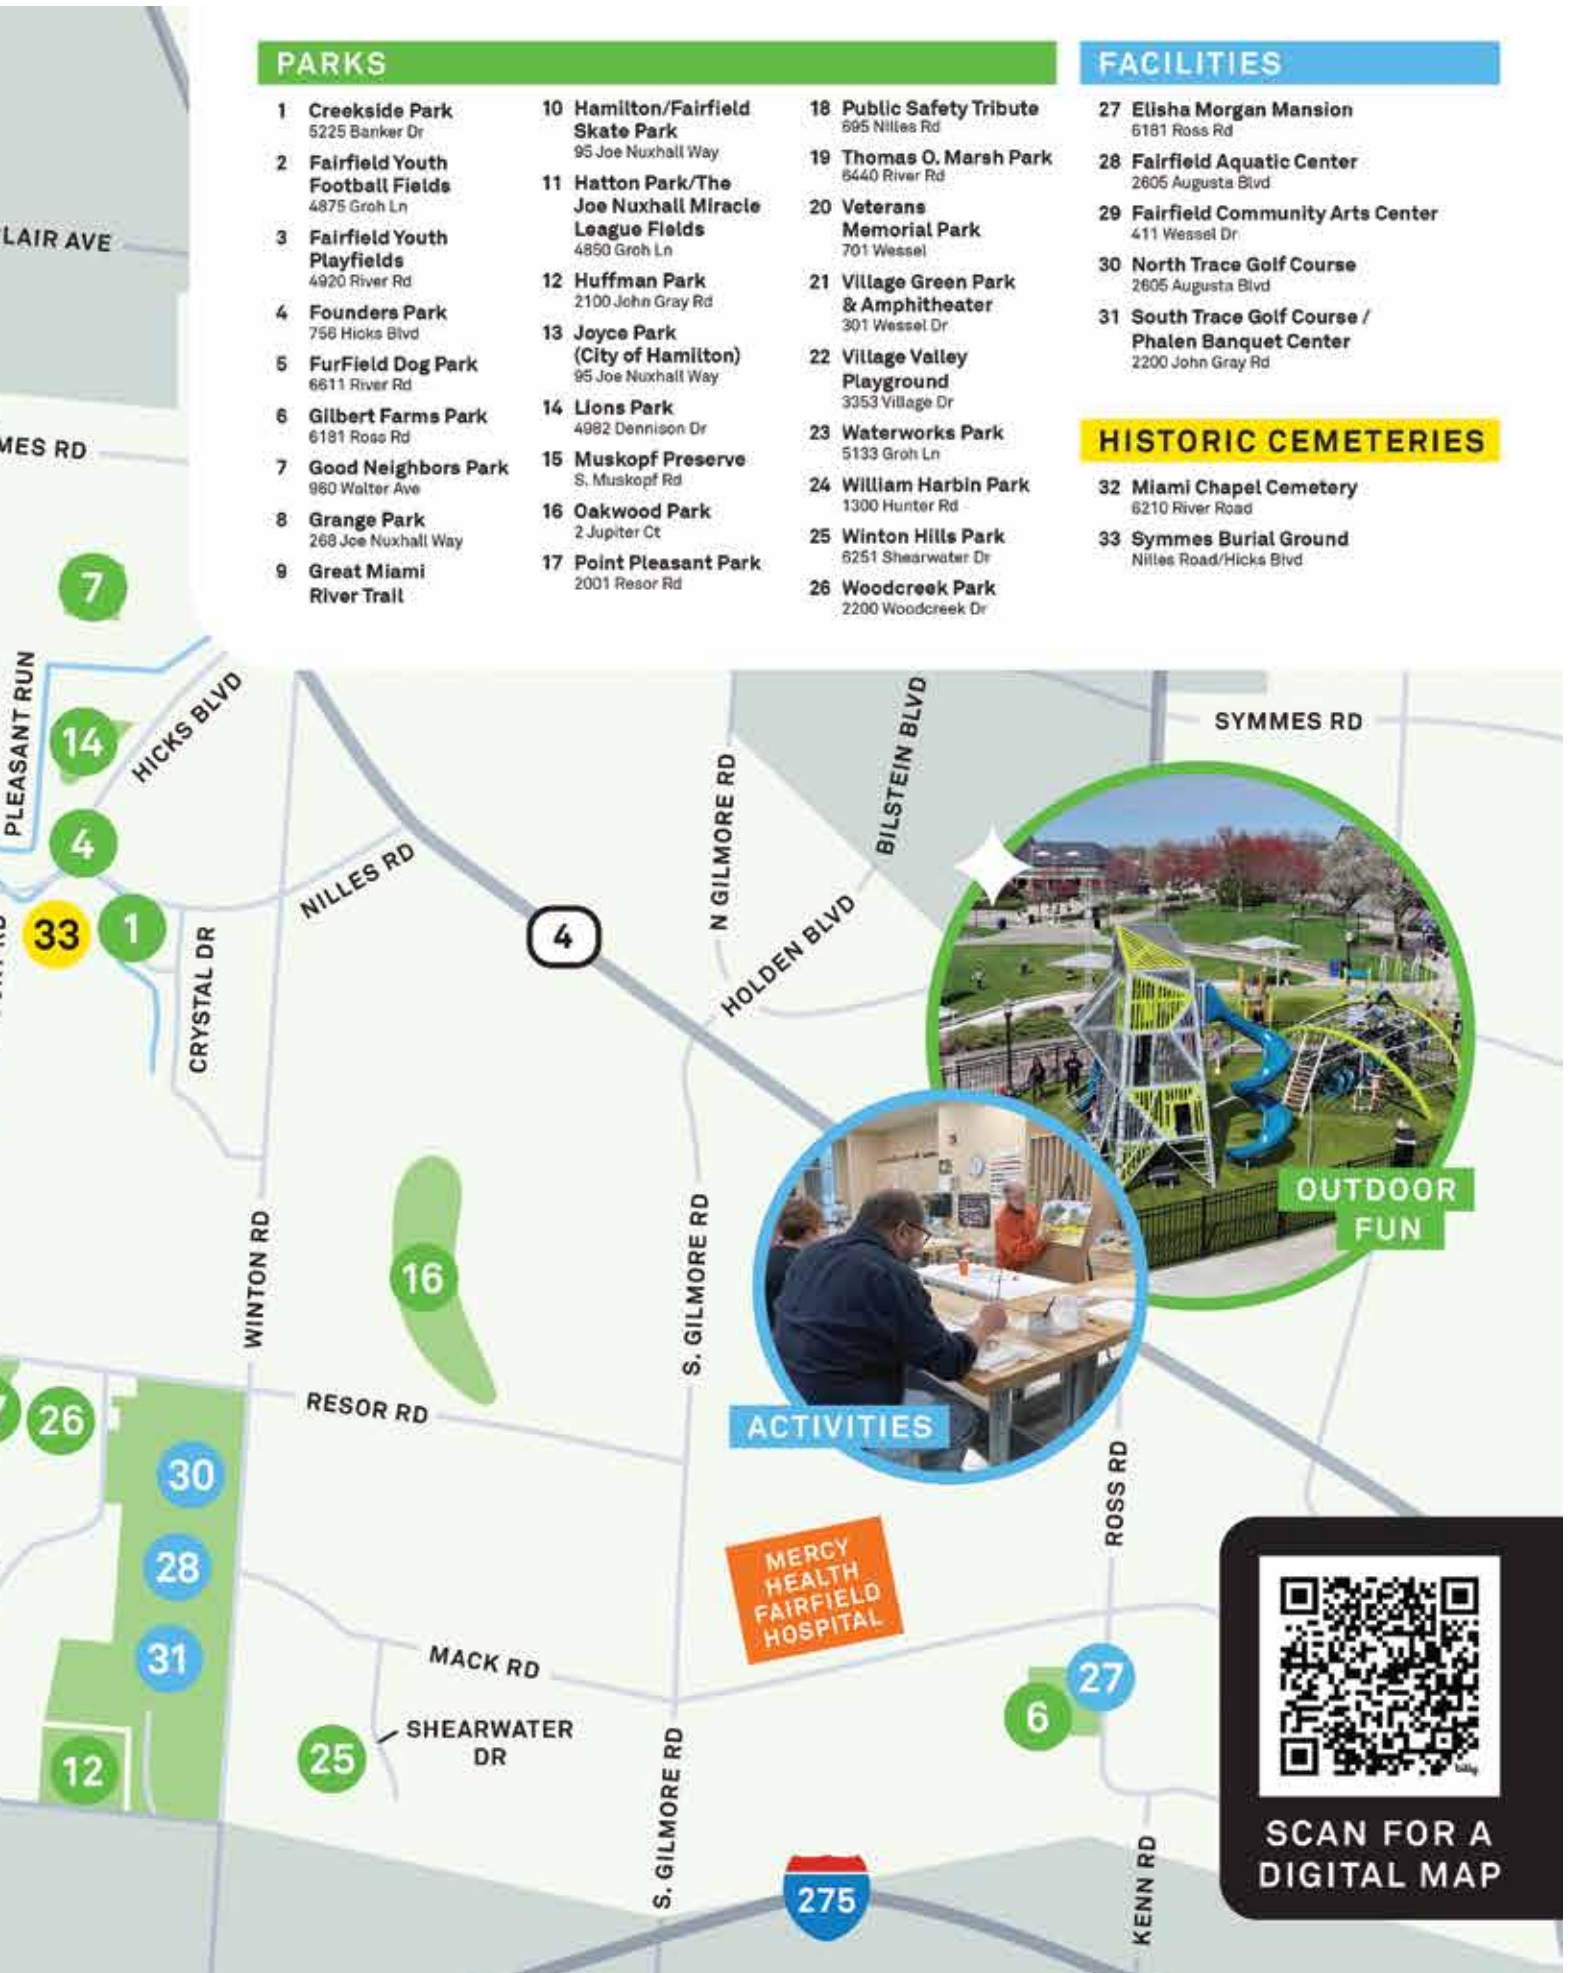 PARKS
1 Creekside Park
5225 Banker Dr
2 Fairfield Youth
Football Fields
4875 Groh Ln
3 Fairfield Youth
Playfields
4920 River Rd
4 Founders Park
756 Hicks Blvd
5 FurField Dog Park
6611 River Rd
6 Gilbert Farms Park
6181 Ross Rd
7 Good Neighbors Park
960 Walter Ave
8 Grange Park
268 Joe Nuxhall Way
9 Great Miami
River Trail
10 Hamilton/Fairfield
Skate Park
95 Joe Nuxhall Way
11 Hatton Park/The
Joe Nuxhall Miracle
League Fields
4850 Groh Ln
12 Huffman Park
2100 John Gray Rd
13 Joyce Park
(City of Hamilton)
95 Joe Nuxhall Way
14 Lions Park
4982 Dennison Dr
15 Muskopf Preserve
S. Muskopf Rd
16 Oakwood Park
2 Jupiter Ct
17 Point Pleasant Park
2001 Resor Rd
18 Public Safety Tribute
695 Nilles Rd
19 Thomas O. Marsh Park
6440 River Rd
20 Veterans
Memorial Park
701 Wessel
21 Village Green Park
& Amphitheater
301 Wessel Dr
22 Village Valley
Playground
3353 Village Dr
23 Waterworks Park
5133 Groh Ln
24 William Harbin Park
1300 Hunter Rd
25 Winton Hills Park
6251 Shearwater Dr
26 Woodcreek Park
2200 Woodcreek Dr
FACILITIES
27 Elisha Morgan Mansion
6181 Ross Rd
28 Fairfield Aquatic Center
2605 Augusta Blvd
29 Fairfield Community Arts Center
411 Wessel Dr
30 North Trace Golf Course
2605 Augusta Blvd
31 South Trace Golf Course /
Phalen Banquet Center
2200 John Gray Rd
HISTORIC CEMETERIES
32 Miami Chapel Cemetery
6210 River Road
33 Symmes Burial Ground
Nilles Road/Hicks Blvd
LAIR AVE
MES RD
7
PLEASANT RUN
14
HICKS BLVD
4
33
1
NILLES RD
CRYSTAL DR
4
N GILMORE RD
BILSTEIN BLVD
HOLDEN BLVD
SYMMES RD
OUTDOOR
FUN
WINTON RD
16
S. GILMORE RD
RESOR RD
ACTIVITIES
26
30
28
31
12
MERCY
HEALTH
FAIRFIELD
HOSPITAL
ROSS RD
MACK RD
SHEARWATER
DR
25
27
6
S. GILMORE RD
275
KENN RD
bitly
SCAN FOR A
DIGITAL MAP